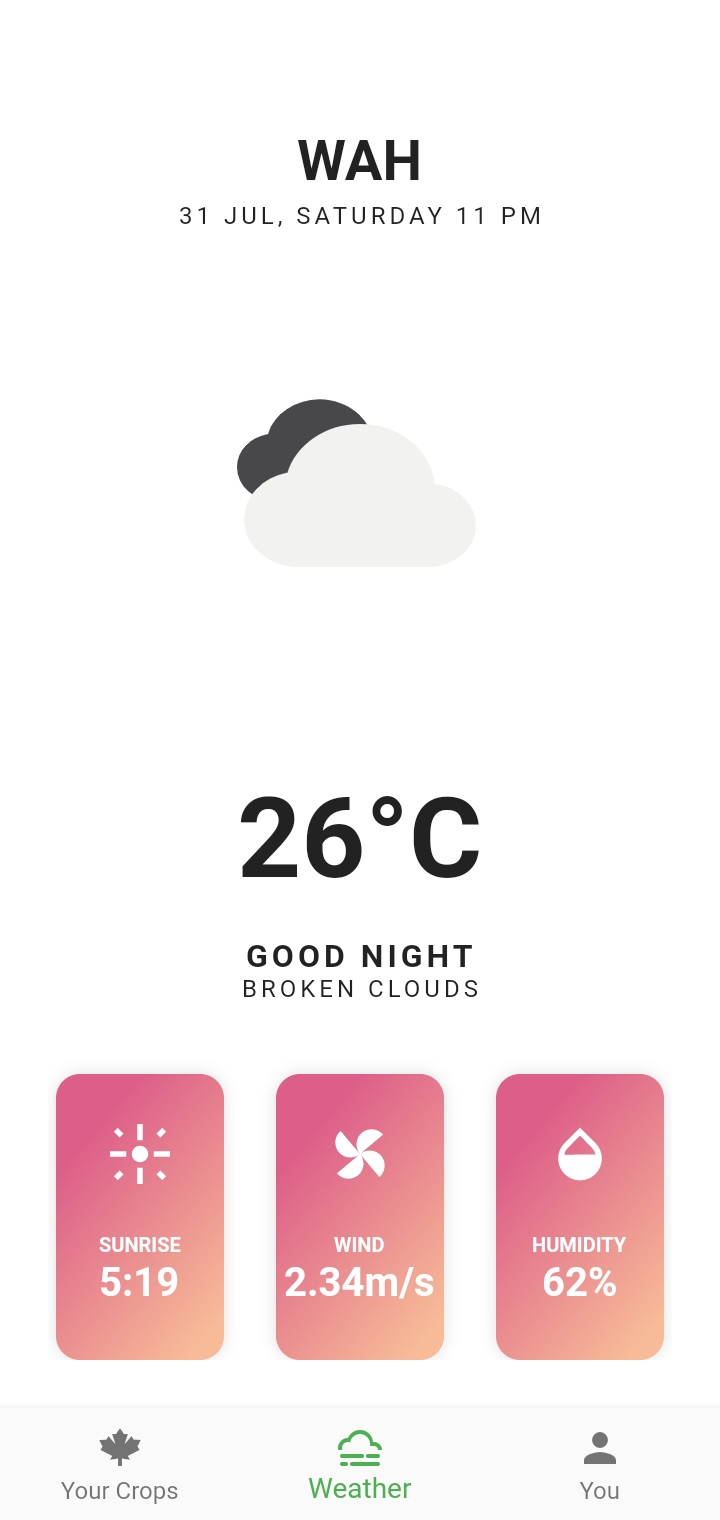 WAH
31 JUL, SATURDAY 11 PM
26°C
GOOD NIGHT
BROKEN CLOUDS
SUNRISE
5:19
WIND
2.34m/s
HUMIDITY
62%
Your Crops
Weather
You